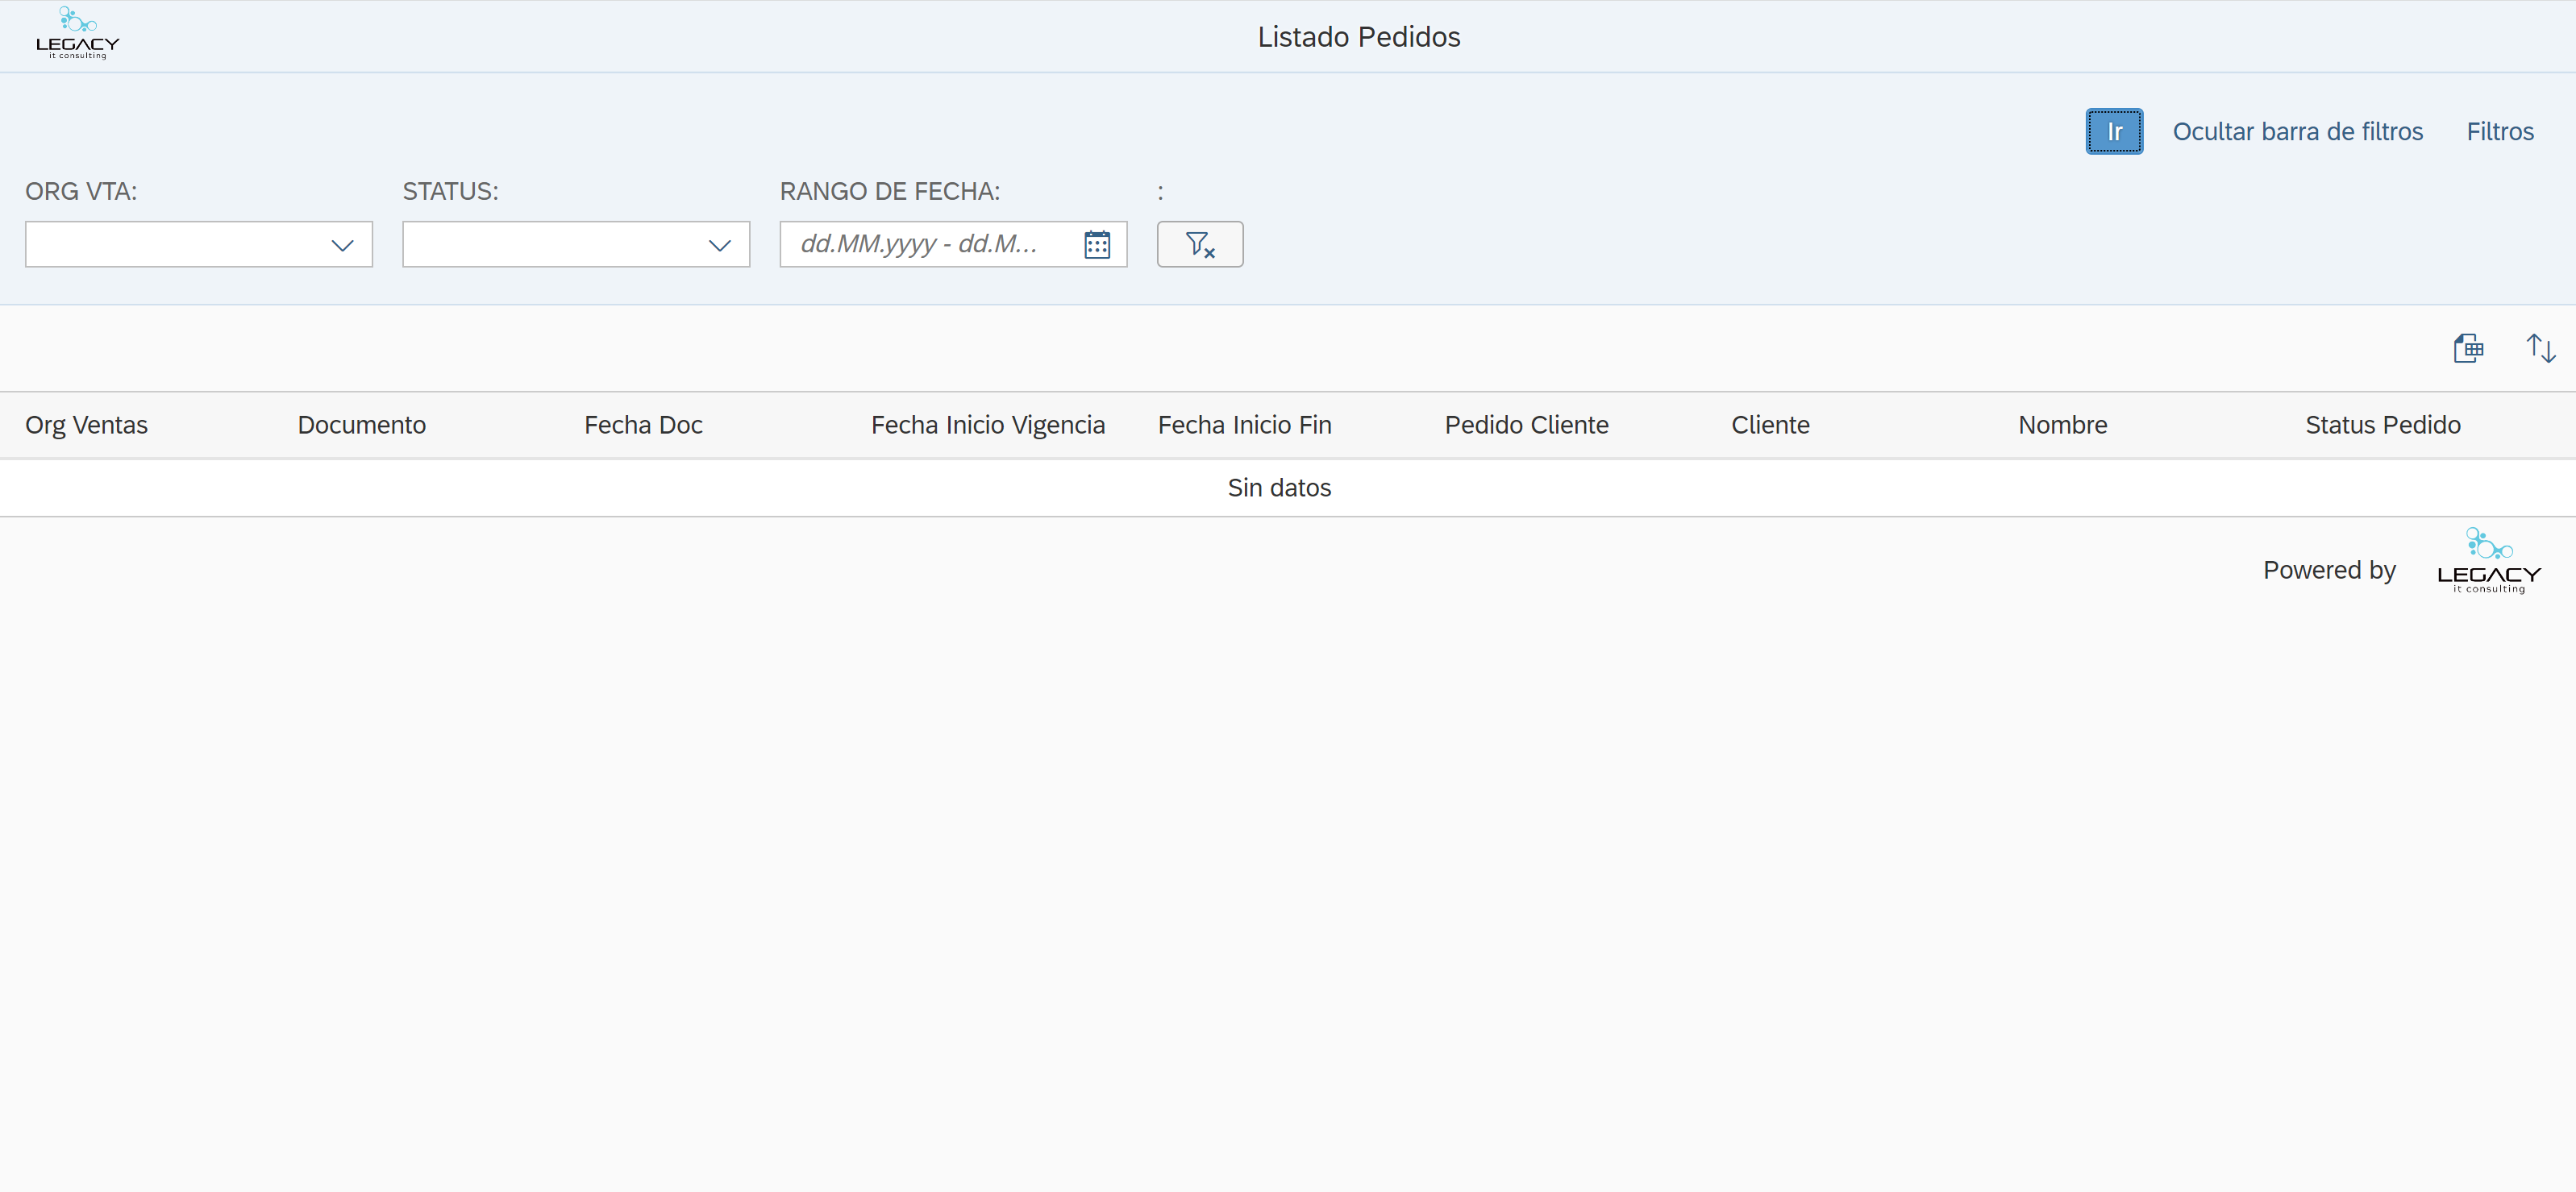 LEGACY
it consulting
Listado Pedidos
Ir Ocultar barra de filtros Filtros
ORG VTA: STATUS: RANGO DE FECHA: :
dd.MM.yyyy - dd.M...
Org Ventas Documento Fecha Doc Fecha Inicio Vigencia Fecha Inicio Fin Pedido Cliente Cliente Nombre Status Pedido
Sin datos
Powered by LEGACY
it consulting